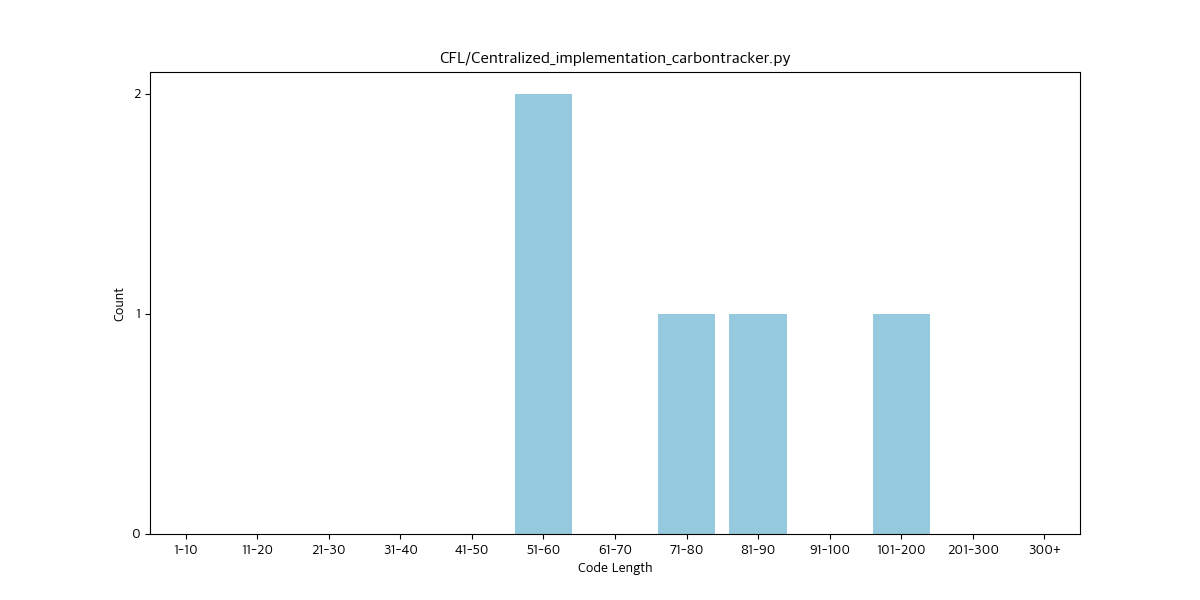 CFL/Centralized_implementation_carbontracker.py
2
1
0
Count
1-10 11-20 21-30 31-40 41-50 51-60 61-70 71-80 81-90 91-100 101-200 201-300 300+
Code Length